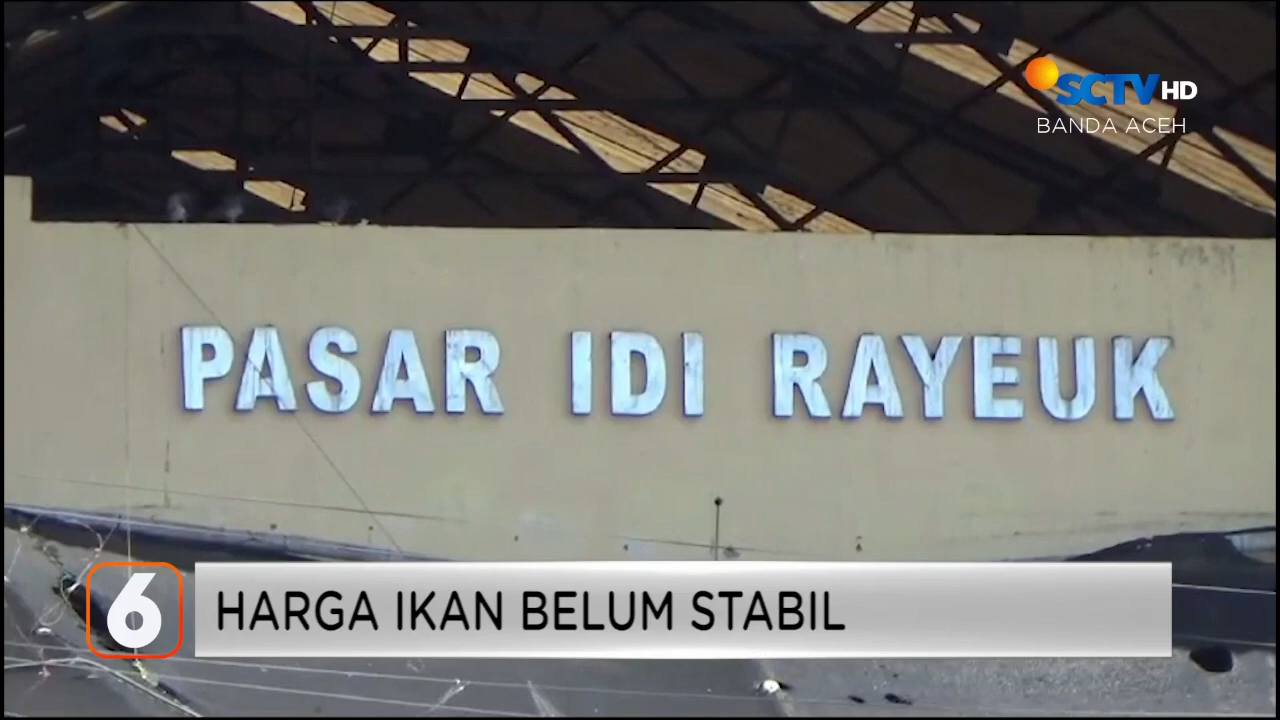 SCTV HD
BANDA ACEH
PASAR IDI RAYEUK
6 HARGA IKAN BELUM STABIL